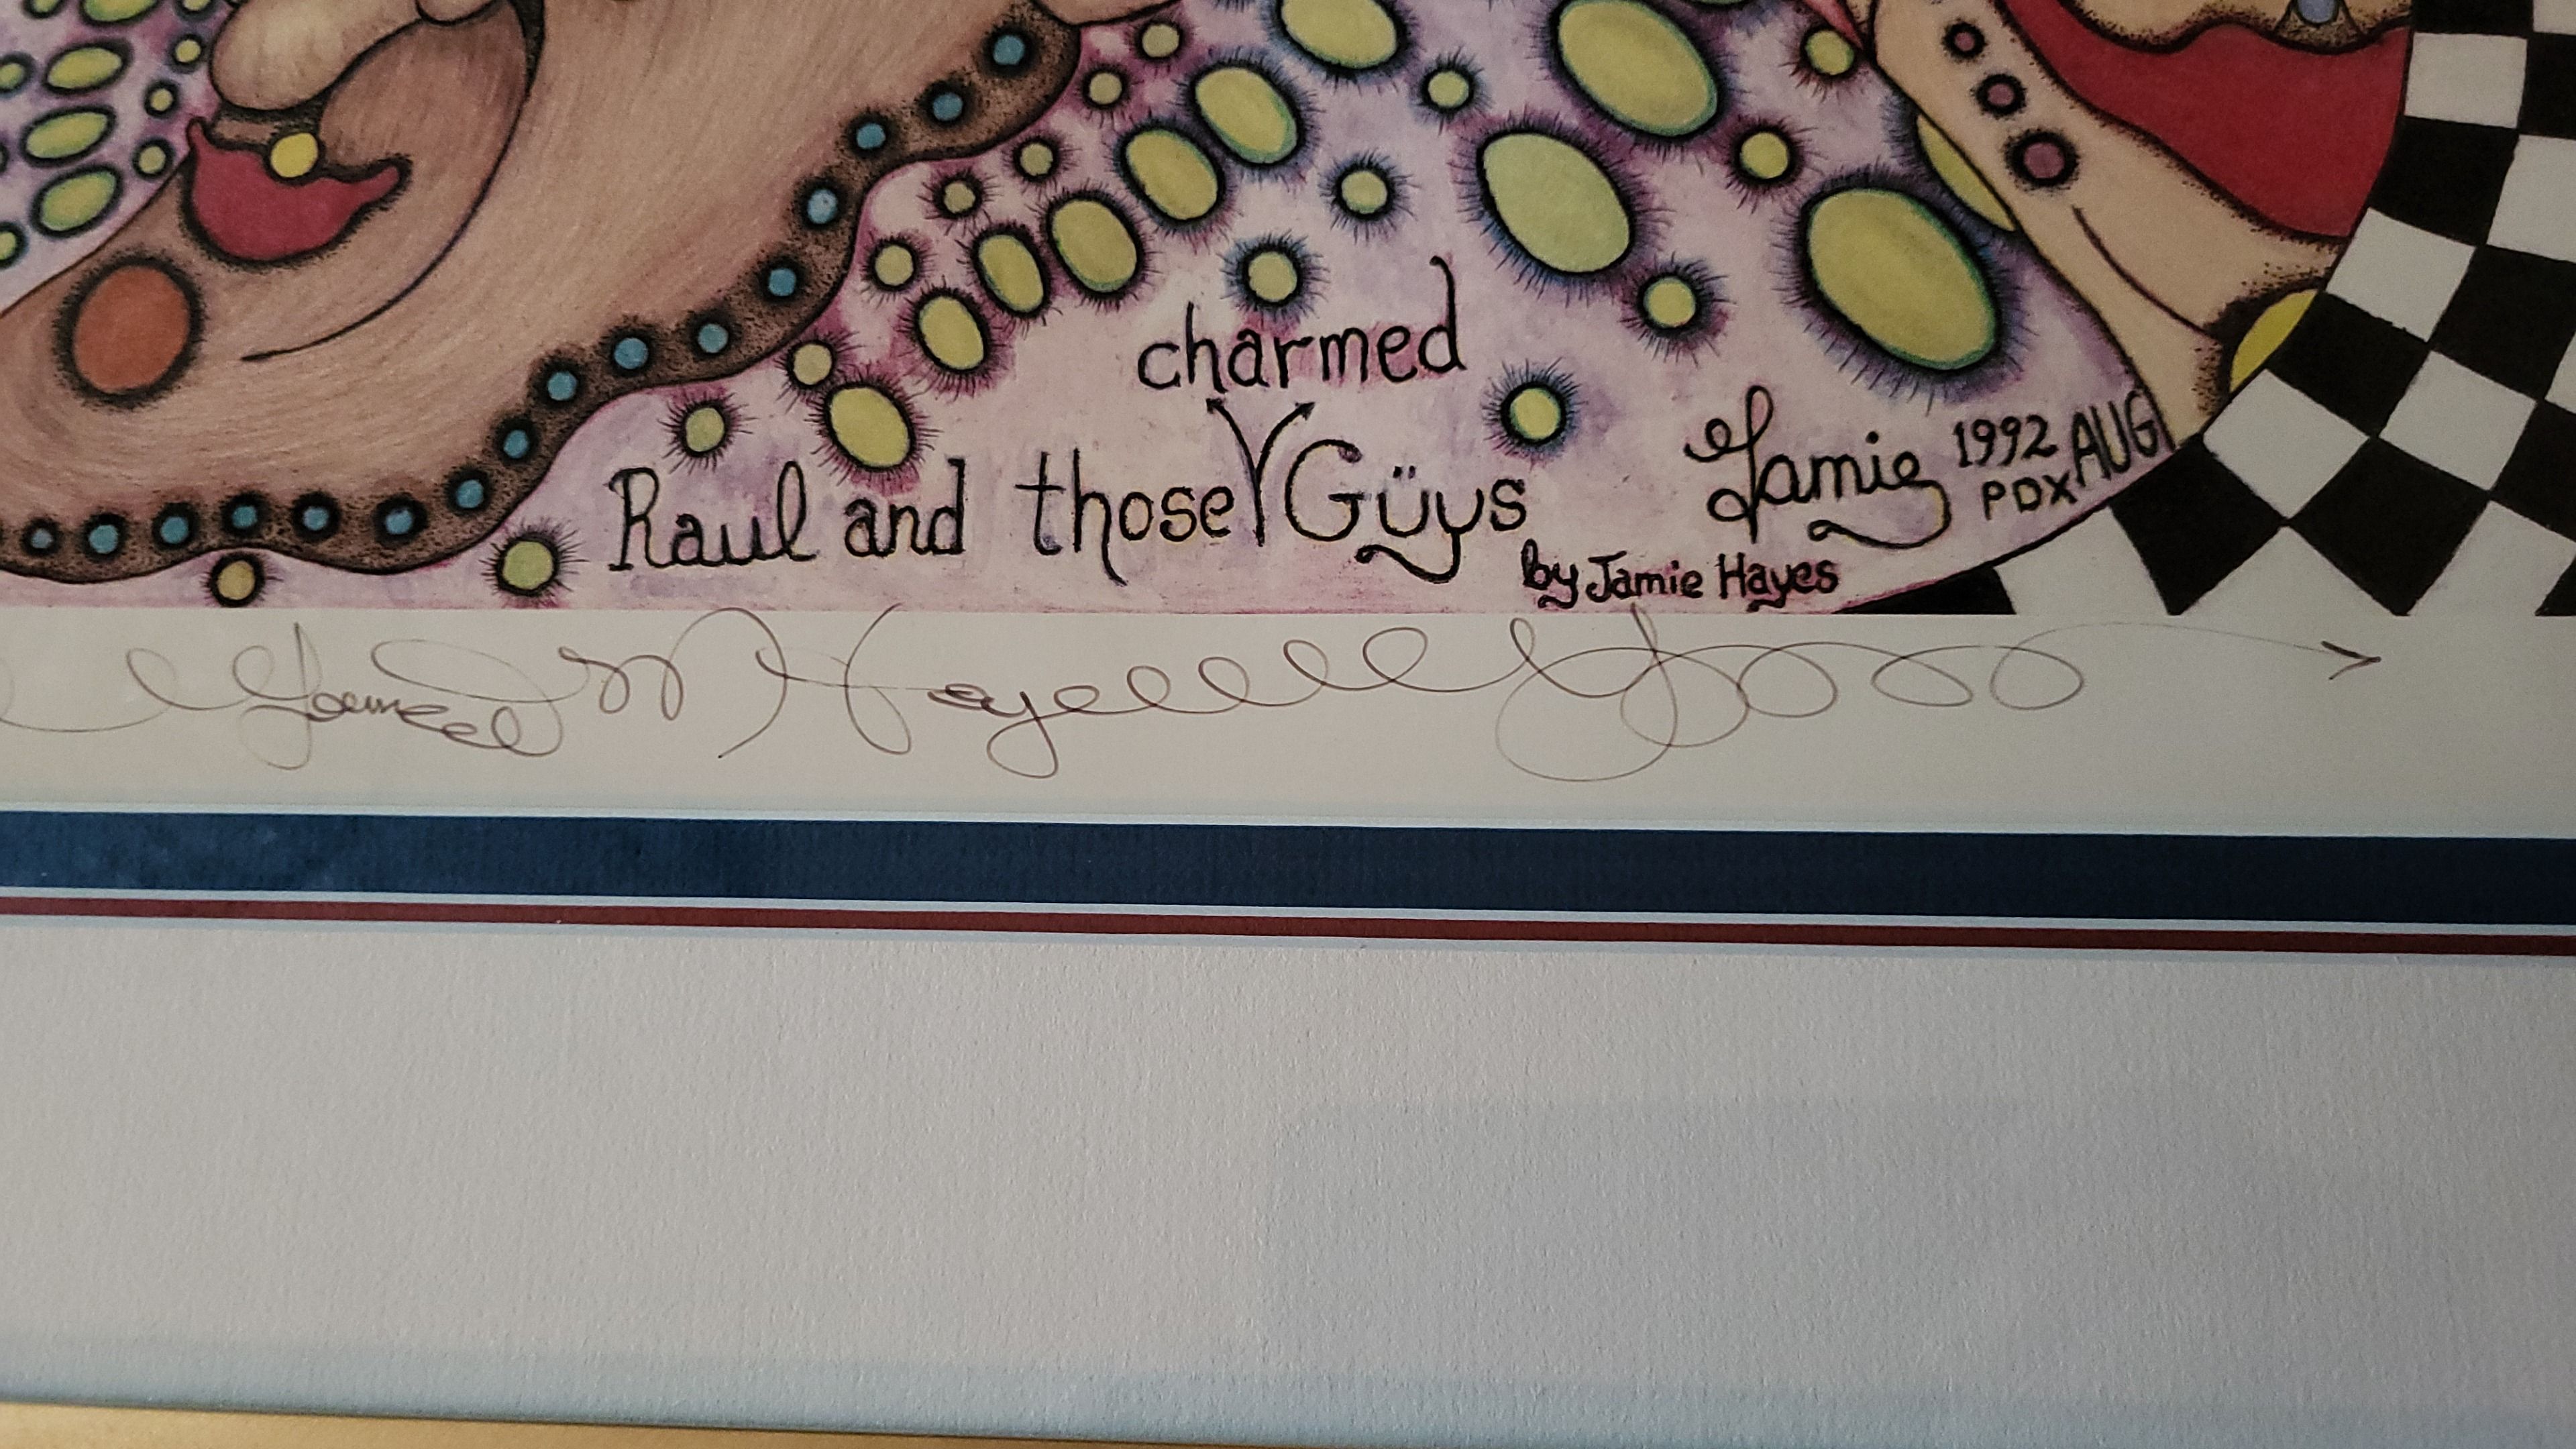 charmed
Raul and those Güys
by Jamie Hayes
Jamie 1992 AUG
PDX